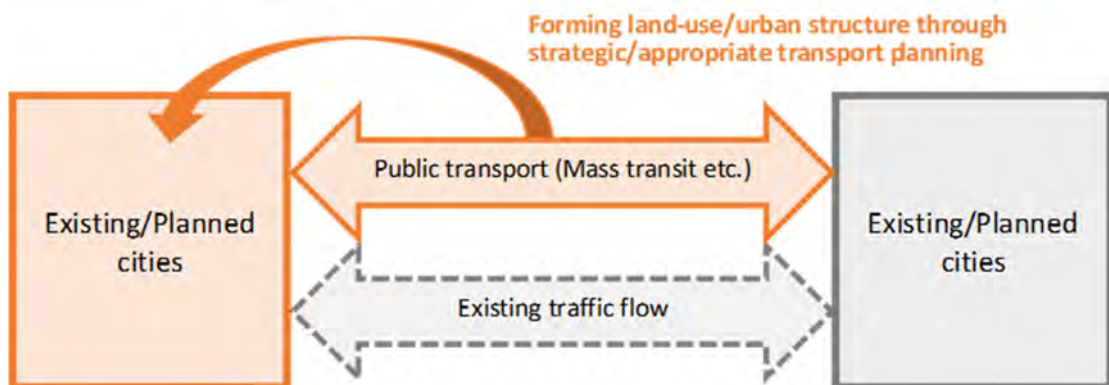 Forming land-use/urban structure through
strategic/appropriate transport danning
Public transport (Mass transit etc.)
Existing/Planned
cities
Existing/Planned
cities
Existing traffic flow